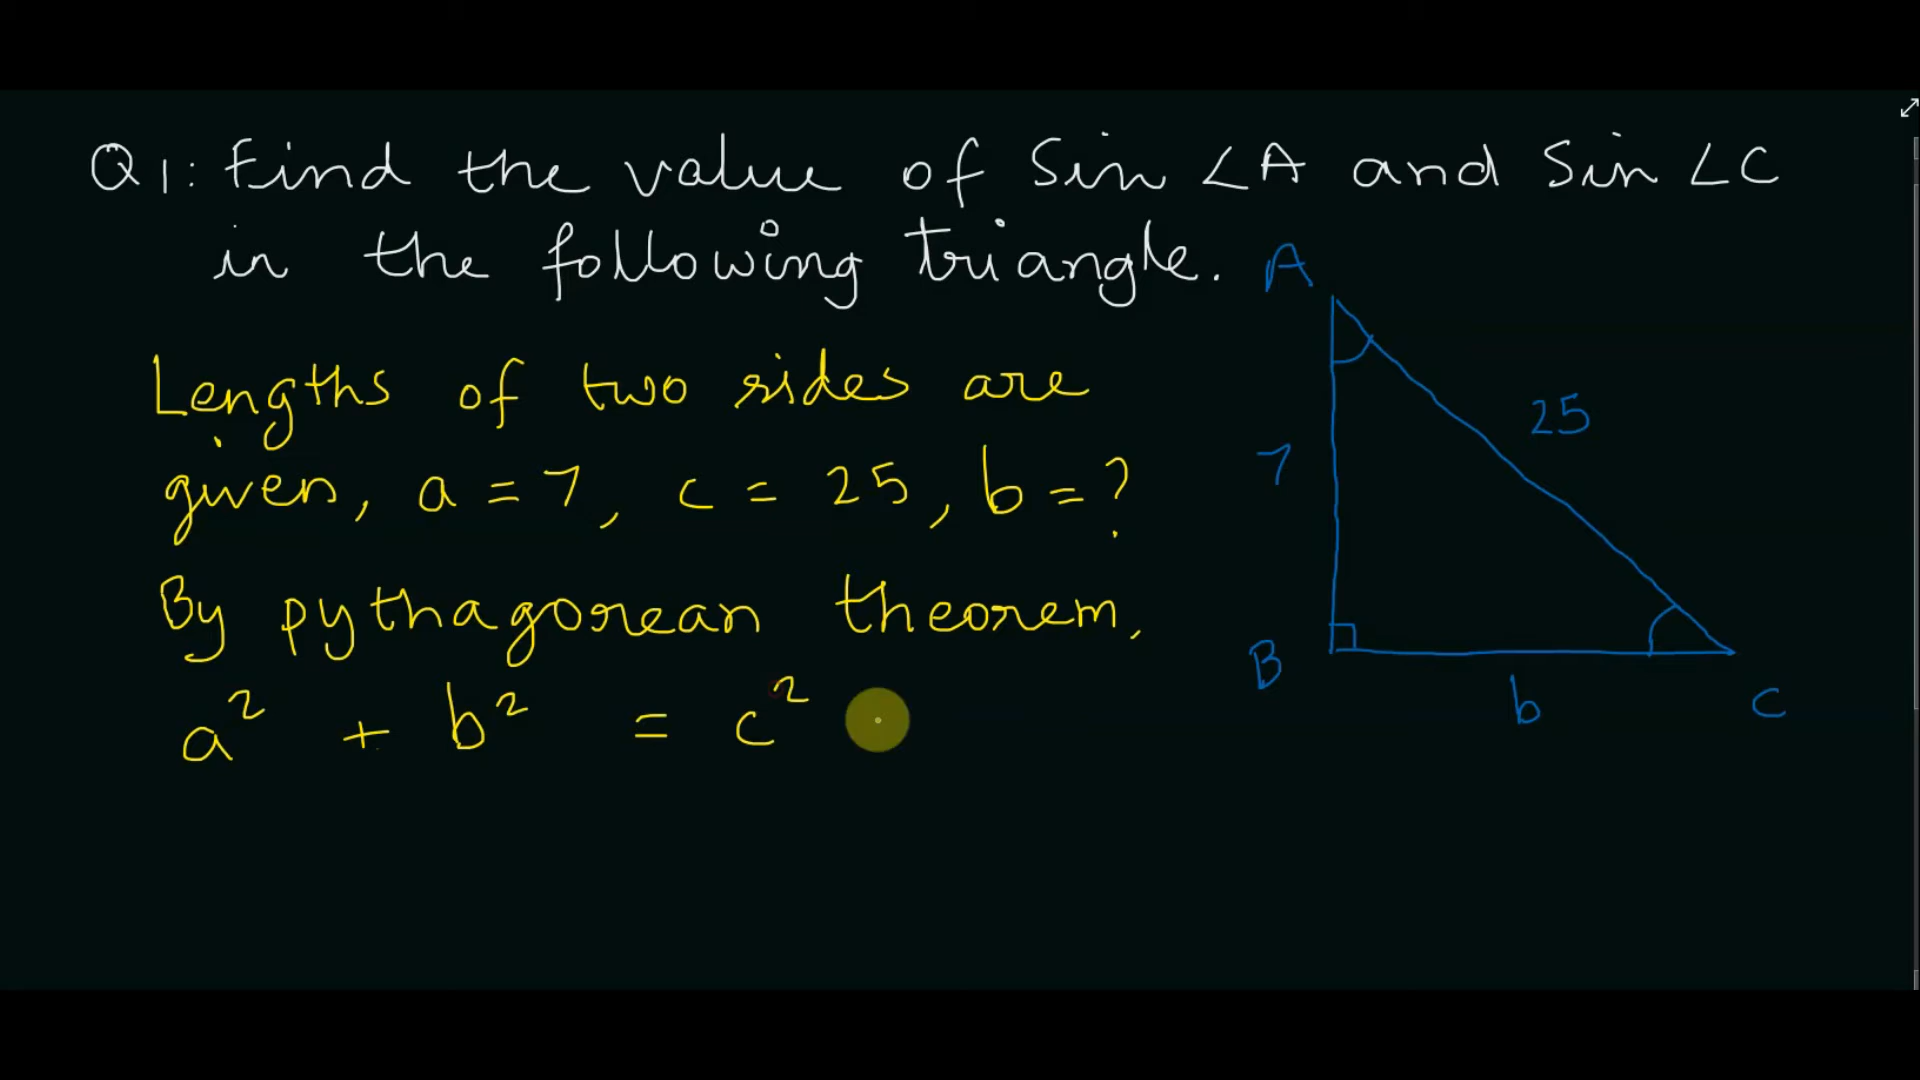 Q1: Find the value of Sin ∠A and Sin ∠C
in the following triangle.
Lengths of two sides are
given, a = 7, c = 25, b = ?
By pythagorean theorem,
a² + b² = c²
A
25
7
B
b
C